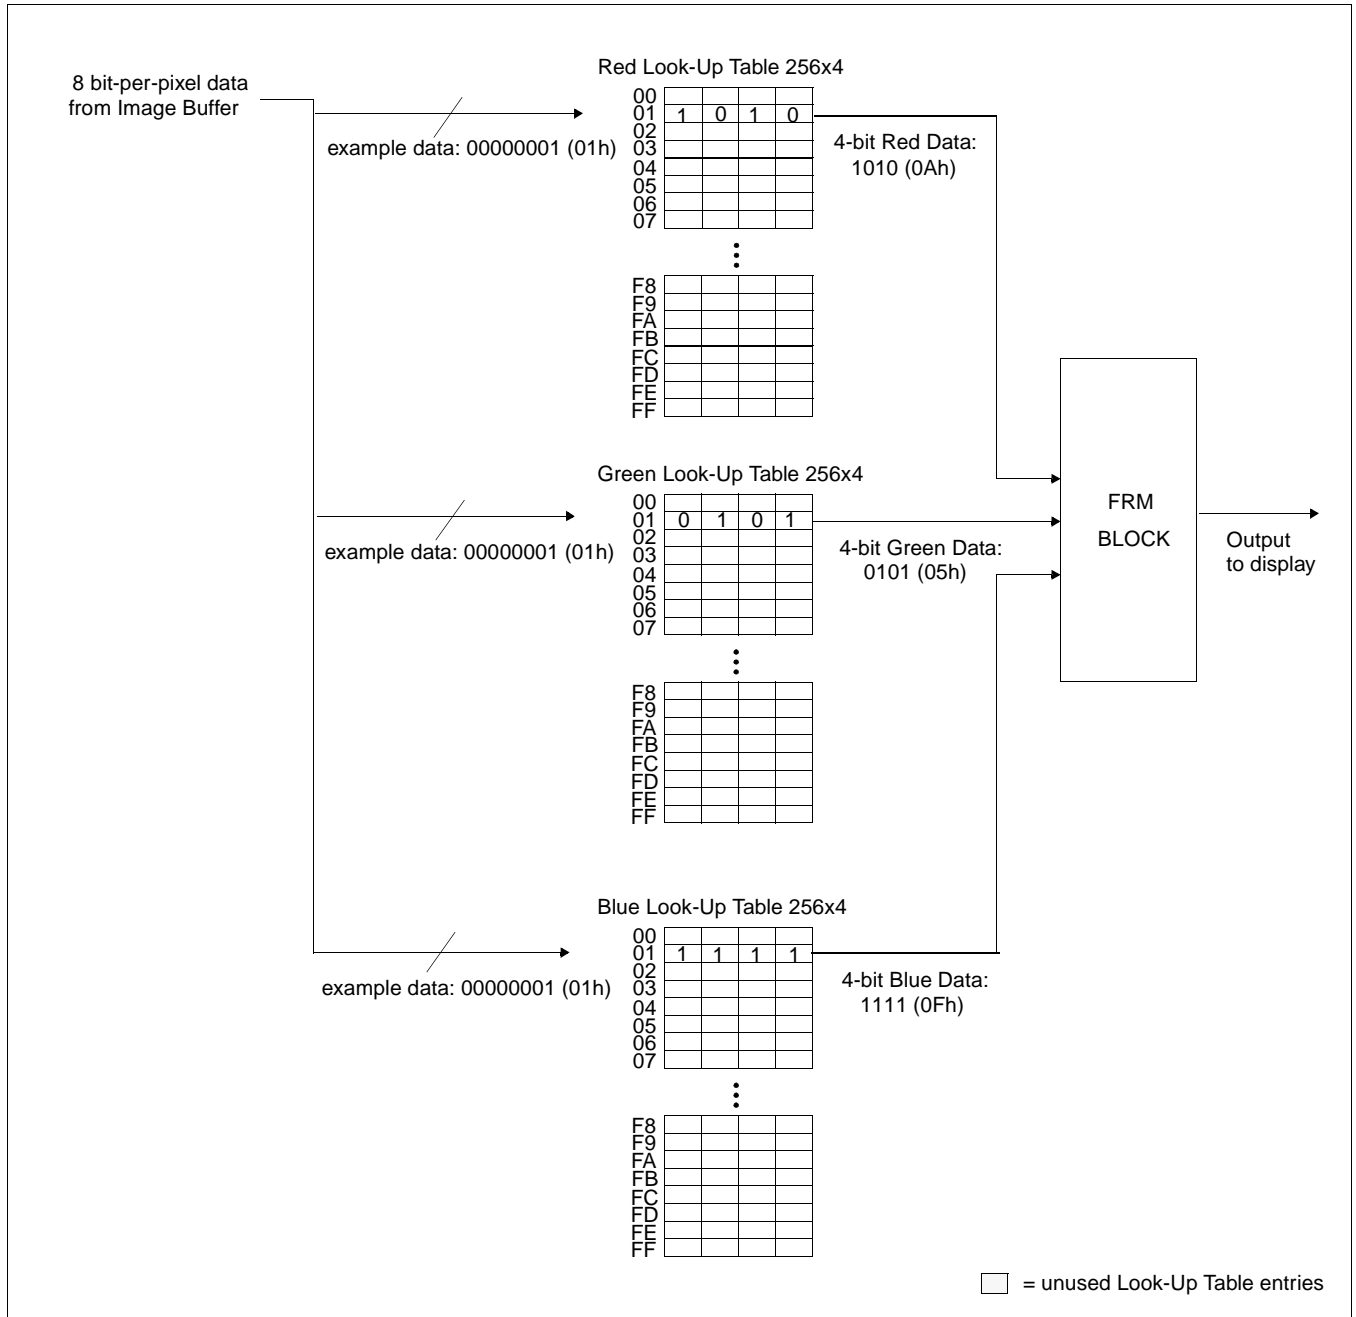 8 bit-per-pixel data
from Image Buffer
Red Look-Up Table 256x4
example data: 00000001 (01h)
00
01 1 0 1 0
02
03
04
05
06
07
F8
F9
FA
FB
FC
FD
FE
FF
4-bit Red Data:
1010 (0Ah)
Green Look-Up Table 256x4
example data: 00000001 (01h)
00
01 0 1 0 1
02
03
04
05
06
07
F8
F9
FA
FB
FC
FD
FE
FF
4-bit Green Data:
0101 (05h)
FRM
BLOCK
Output
to display
Blue Look-Up Table 256x4
example data: 00000001 (01h)
00
01 1 1 1 1
02
03
04
05
06
07
F8
F9
FA
FB
FC
FD
FE
FF
4-bit Blue Data:
1111 (0Fh)
= unused Look-Up Table entries